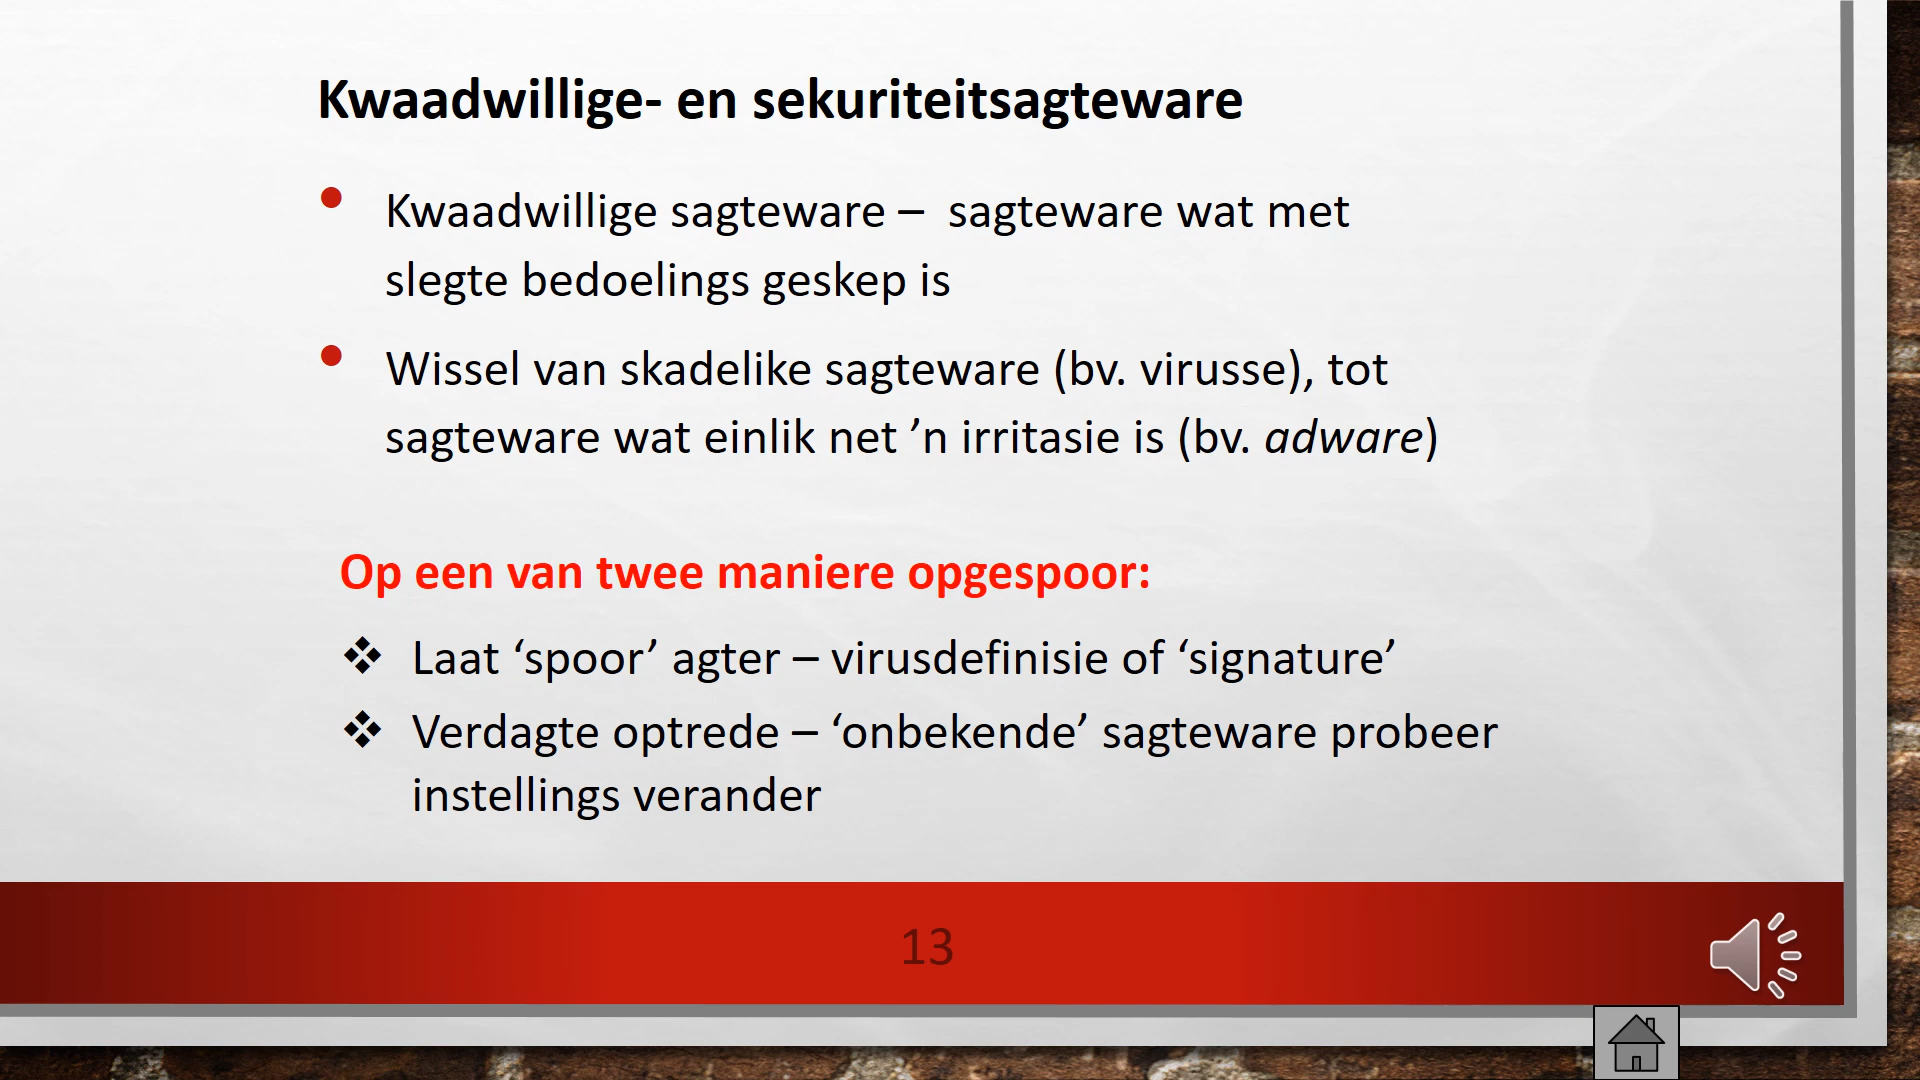 Kwaadwillige- en sekuriteitsagteware
• Kwaadwillige sagteware –  sagteware wat met
slegte bedoelings geskep is
• Wissel van skadelike sagteware (bv. virusse), tot
sagteware wat einlik net ’n irritasie is (bv. adware)
Op een van twee maniere opgespoor:
❖ Laat ‘spoor’ agter – virusdefinisie of ‘signature’
❖ Verdagte optrede – ‘onbekende’ sagteware probeer
instellings verander
13